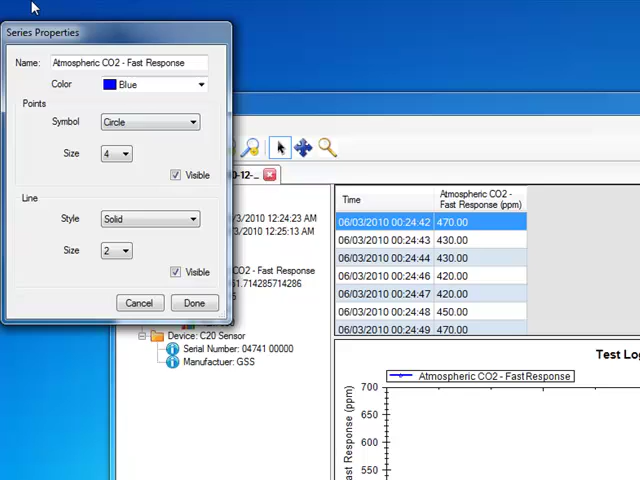 Series Properties
Name: Atmospheric CO2 - Fast Response
Color Blue
Points
Symbol Circle
Size 4
Visible
Line
Style Solid
Size 2
Visible
Cancel Done
0-12-...
/3/2010 12:24:23 AM
/3/2010 12:25:13 AM
CO2 - Fast Response
1.714285714286
Device: C20 Sensor
Serial Number: 04741 00000
Manufactuer: GSS
Time Atmospheric CO2 -
Fast Response (ppm)
06/03/2010 00:24:42 470.00
06/03/2010 00:24:43 430.00
06/03/2010 00:24:44 430.00
06/03/2010 00:24:46 420.00
06/03/2010 00:24:47 420.00
06/03/2010 00:24:48 450.00
06/03/2010 00:24:49 470.00
Test Log
Atmospheric CO2 - Fast Response
700
650
600
550
ast Response (ppm)